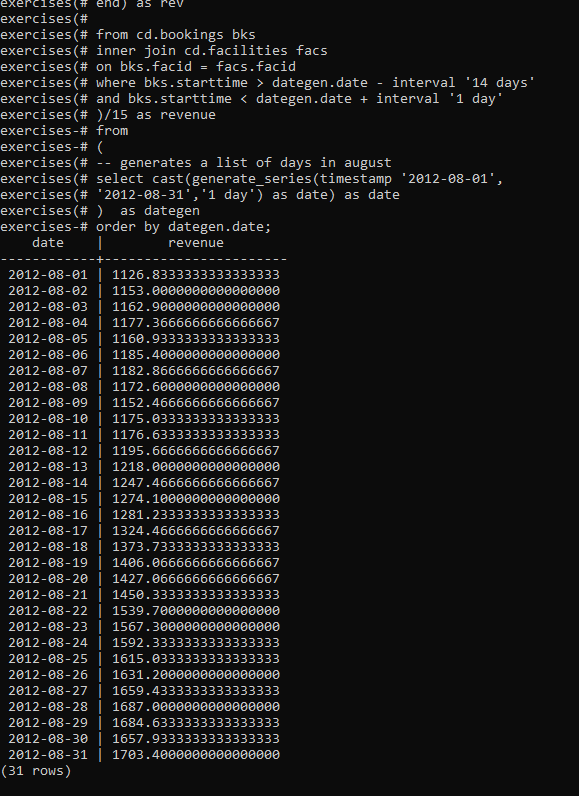 exercises(# end) as rev
exercises(#
exercises(# from cd.bookings bks
exercises(# inner join cd.facilities facs
exercises(# on bks.facid = facs.facid
exercises(# where bks.starttime > dategen.date - interval '14 days'
exercises(# and bks.starttime < dategen.date + interval '1 day'
exercises(# )/15 as revenue
exercises-# from
exercises-# (
exercises(# -- generates a list of days in august
exercises(# select cast(generate_series(timestamp '2012-08-01',
exercises(# '2012-08-31','1 day') as date) as date
exercises(# )  as dategen
exercises-# order by dategen.date;
    date    |        revenue
------------+-----------------------
 2012-08-01 | 1126.8333333333333333
 2012-08-02 | 1153.0000000000000000
 2012-08-03 | 1162.9000000000000000
 2012-08-04 | 1177.3666666666666667
 2012-08-05 | 1160.9333333333333333
 2012-08-06 | 1185.4000000000000000
 2012-08-07 | 1182.8666666666666667
 2012-08-08 | 1172.6000000000000000
 2012-08-09 | 1152.4666666666666667
 2012-08-10 | 1175.0333333333333333
 2012-08-11 | 1176.6333333333333333
 2012-08-12 | 1195.6666666666666667
 2012-08-13 | 1218.0000000000000000
 2012-08-14 | 1247.4666666666666667
 2012-08-15 | 1274.1000000000000000
 2012-08-16 | 1281.2333333333333333
 2012-08-17 | 1324.4666666666666667
 2012-08-18 | 1373.7333333333333333
 2012-08-19 | 1406.0666666666666667
 2012-08-20 | 1427.0666666666666667
 2012-08-21 | 1450.3333333333333333
 2012-08-22 | 1539.7000000000000000
 2012-08-23 | 1567.3000000000000000
 2012-08-24 | 1592.3333333333333333
 2012-08-25 | 1615.0333333333333333
 2012-08-26 | 1631.2000000000000000
 2012-08-27 | 1659.4333333333333333
 2012-08-28 | 1687.0000000000000000
 2012-08-29 | 1684.6333333333333333
 2012-08-30 | 1657.9333333333333333
 2012-08-31 | 1703.4000000000000000
(31 rows)